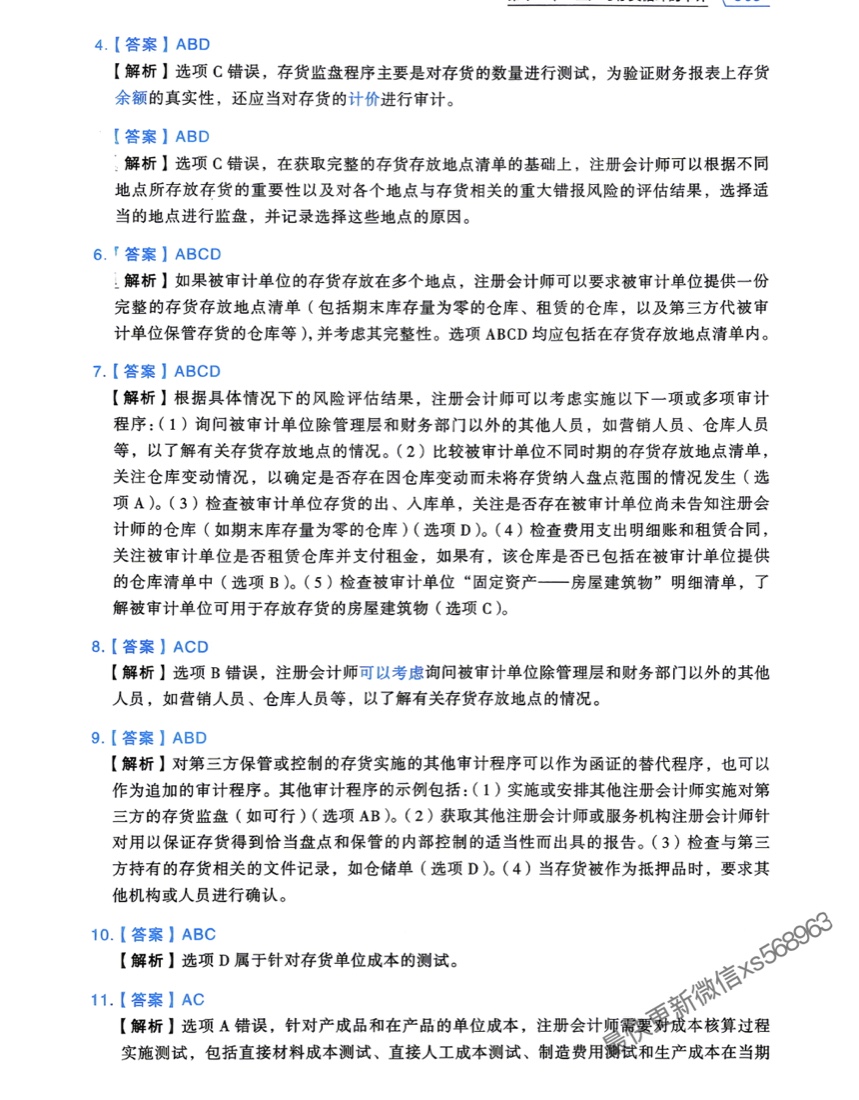 4.【答案】ABD
【解析】选项 C 错误，存货监盘程序主要是对存货的数量进行测试，为验证财务报表上存货
余额的真实性，还应当对存货的计价进行审计。
【答案】ABD
解析】选项 C 错误，在获取完整的存货存放地点清单的基础上，注册会计师可以根据不同
地点所存放存货的重要性以及对各个地点与存货相关的重大错报风险的评估结果，选择适
当的地点进行监盘，并记录选择这些地点的原因。
6.「答案】ABCD
解析】如果被审计单位的存货存放在多个地点，注册会计师可以要求被审计单位提供一份
完整的存货存放地点清单（包括期末库存量为零的仓库、租赁的仓库，以及第三方代被审
计单位保管存货的仓库等），并考虑其完整性。选项 ABCD 均应包括在存货存放地点清单内。
7.【答案】ABCD
【解析】根据具体情况下的风险评估结果，注册会计师可以考虑实施以下一项或多项审计
程序：（1）询问被审计单位除管理层和财务部门以外的其他人员，如营销人员、仓库人员
等，以了解有关存货存放地点的情况。（2）比较被审计单位不同时期的存货存放地点清单，
关注仓库变动情况，以确定是否存在因仓库变动而未将存货纳入盘点范围的情况发生（选
项 A）。（3）检查被审计单位存货的出、入库单，关注是否存在被审计单位尚未告知注册会
计师的仓库（如期末库存量为零的仓库）（选项 D）。（4）检查费用支出明细账和租赁合同，
关注被审计单位是否租赁仓库并支付租金，如果有，该仓库是否已包括在被审计单位提供
的仓库清单中（选项 B）。（5）检查被审计单位“固定资产——房屋建筑物”明细清单，了
解被审计单位可用于存放存货的房屋建筑物（选项 C）。
8.【答案】ACD
【解析】选项 B 错误，注册会计师可以考虑询问被审计单位除管理层和财务部门以外的其他
人员，如营销人员、仓库人员等，以了解有关存货存放地点的情况。
9.【答案】ABD
【解析】对第三方保管或控制的存货实施的其他审计程序可以作为函证的替代程序，也可以
作为追加的审计程序。其他审计程序的示例包括：（1）实施或安排其他注册会计师实施对第
三方的存货监盘（如可行）（选项 AB）。（2）获取其他注册会计师或服务机构注册会计师针
对用以保证存货得到恰当盘点和保管的内部控制的适当性而出具的报告。（3）检查与第三
方持有的存货相关的文件记录，如仓储单（选项 D）。（4）当存货被作为抵押品时，要求其
他机构或人员进行确认。
10.【答案】ABC
【解析】选项 D 属于针对存货单位成本的测试。
11.【答案】AC
【解析】选项 A 错误，针对产成品和在产品的单位成本，注册会计师需要对成本核算过程
实施测试，包括直接材料成本测试、直接人工成本测试、制造费用测试和生产成本在当期
最快更新微信xs568963